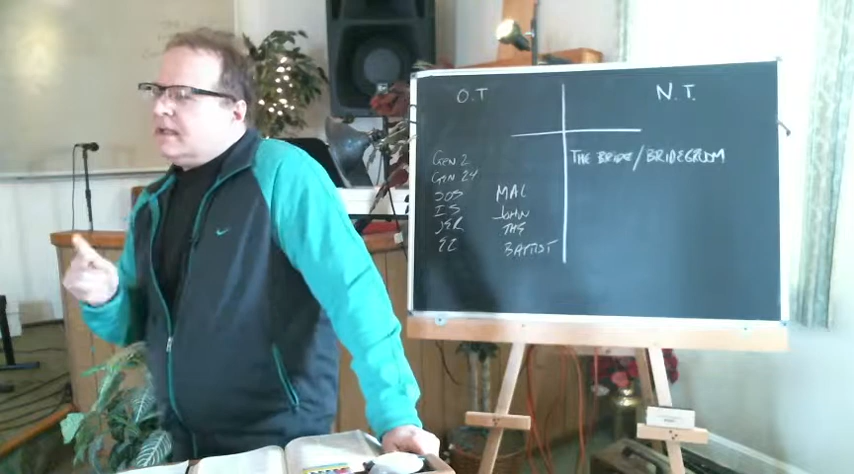 O.T
N.T.
THE BRIDE/BRIDEGROOM
GEN 2
GEN 24
SOS
IS
JER
EZ
MAL
JOHN
THE
BAPTIST